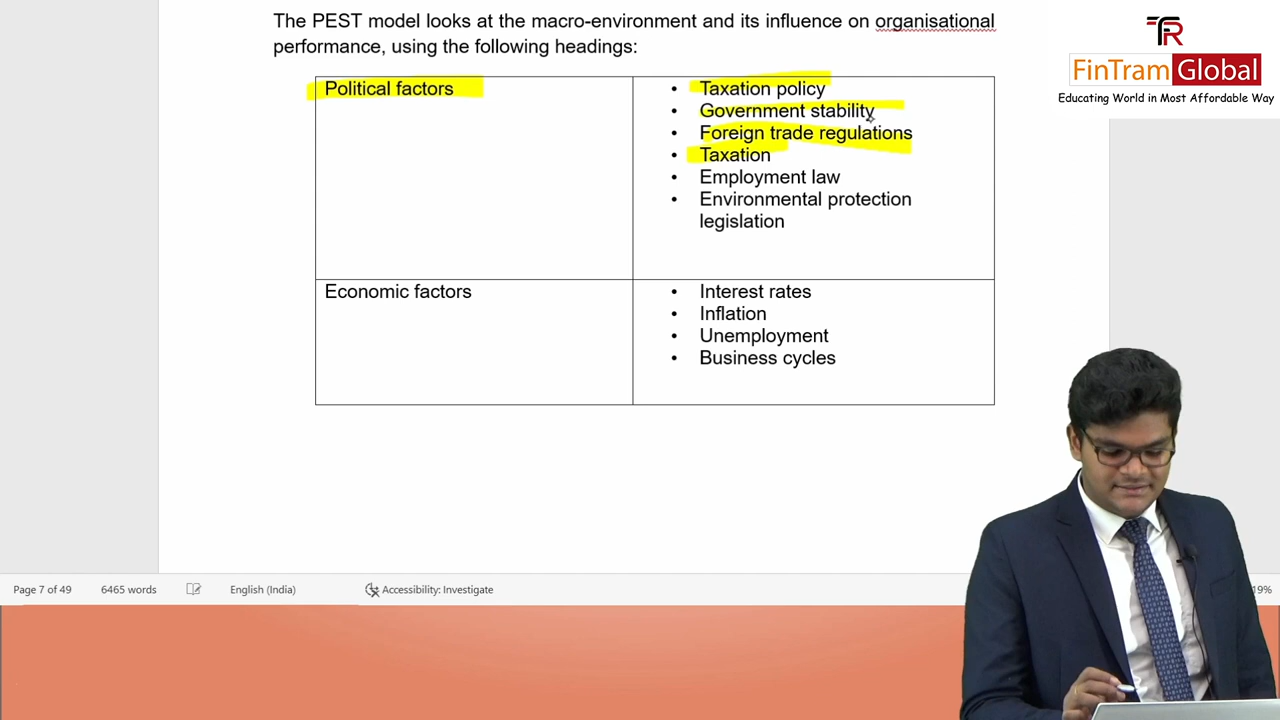 The PEST model looks at the macro-environment and its influence on organisational
performance, using the following headings:
Political factors
• Taxation policy
• Government stability
• Foreign trade regulations
• Taxation
• Employment law
• Environmental protection
legislation
Economic factors
• Interest rates
• Inflation
• Unemployment
• Business cycles
TR
FinTram Global
Educating World in Most Affordable Way
Page 7 of 49 6465 words English (India) Accessibility: Investigate 19%